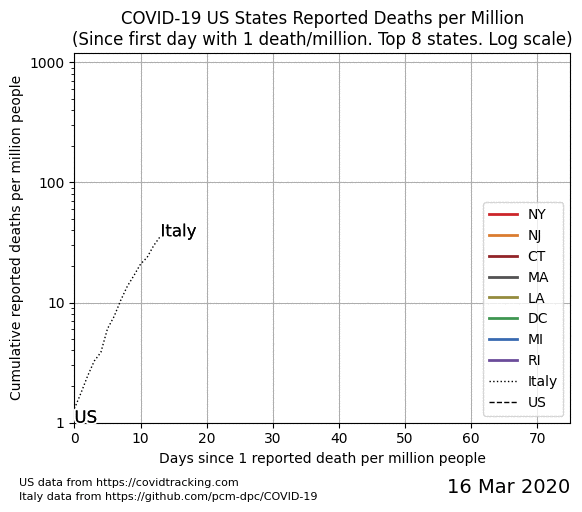 COVID-19 US States Reported Deaths per Million
(Since first day with 1 death/million. Top 8 states. Log scale)
Cumulative reported deaths per million people
1000
100
10
1
Italy
US
NY
NJ
CT
MA
LA
DC
MI
RI
Italy
US
0 10 20 30 40 50 60 70
Days since 1 reported death per million people
US data from https://covidtracking.com
Italy data from https://github.com/pcm-dpc/COVID-19
16 Mar 2020